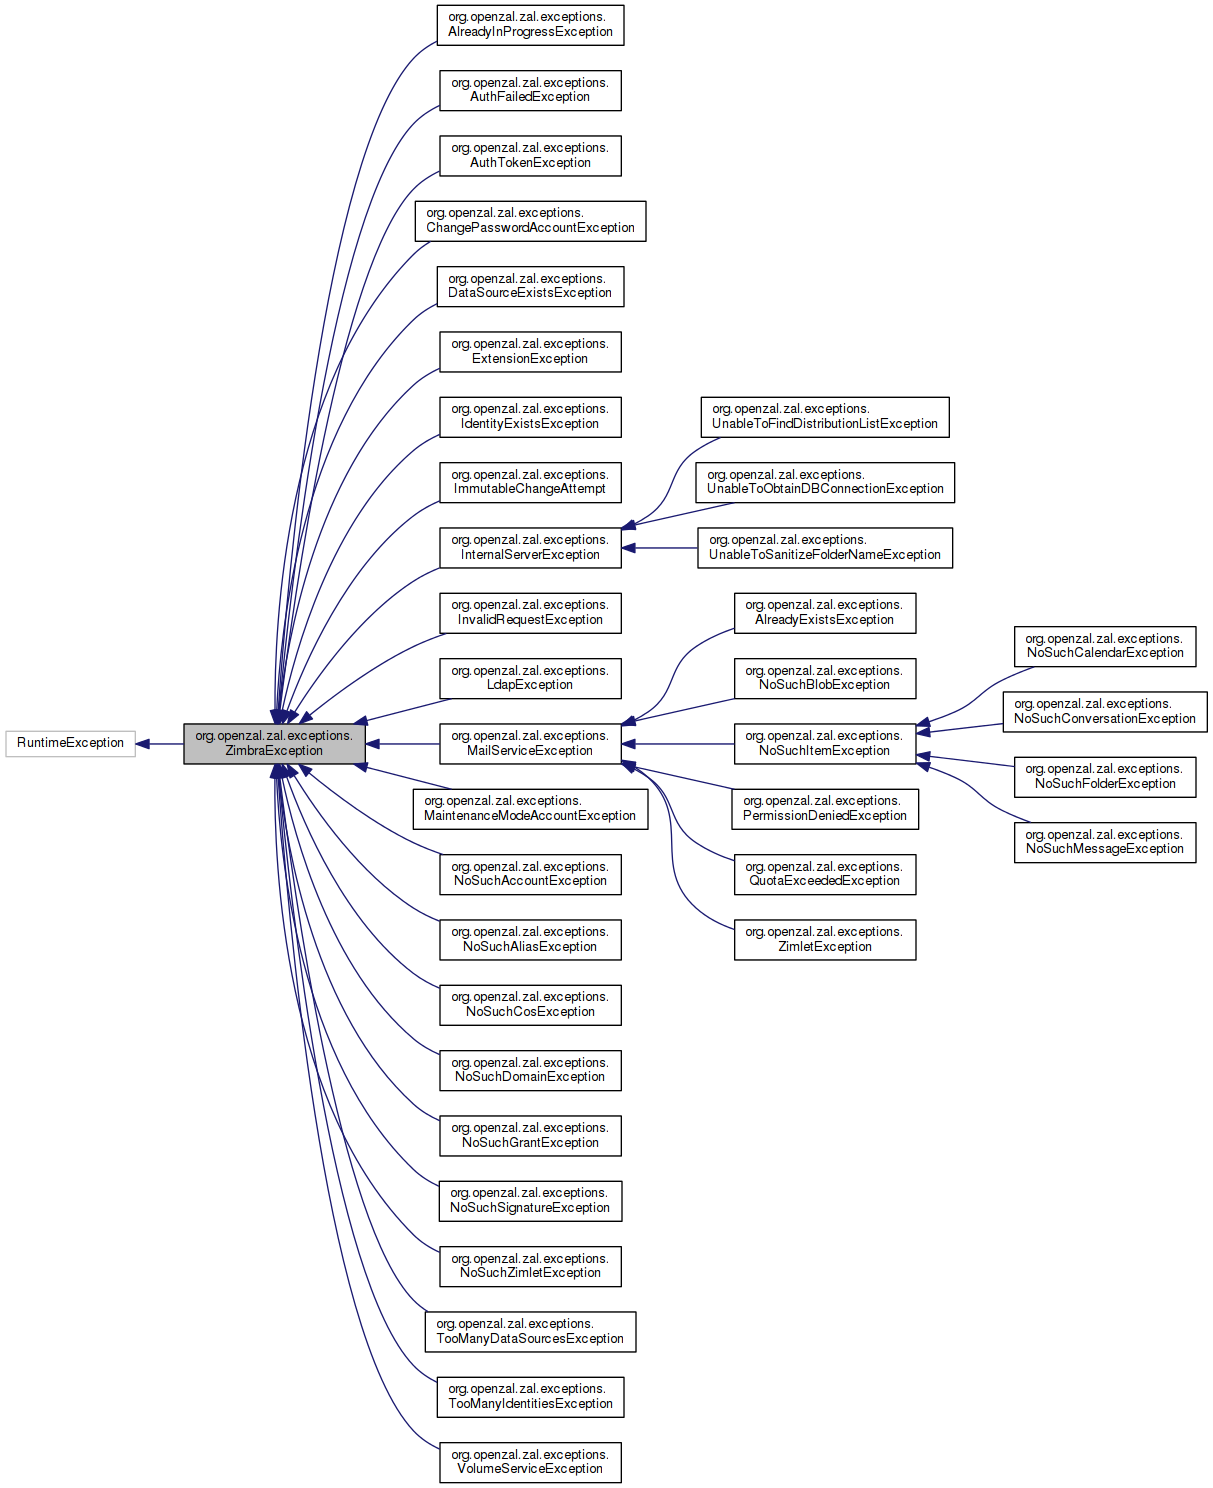 org.openzal.zal.exceptions.
AlreadyInProgressException
org.openzal.zal.exceptions.
AuthFailedException
org.openzal.zal.exceptions.
AuthTokenException
org.openzal.zal.exceptions.
ChangePasswordAccountException
org.openzal.zal.exceptions.
DataSourceExistsException
org.openzal.zal.exceptions.
ExtensionException
org.openzal.zal.exceptions.
IdentityExistsException
org.openzal.zal.exceptions.
ImmutableChangeAttempt
org.openzal.zal.exceptions.
InternalServerException
org.openzal.zal.exceptions.
InvalidRequestException
org.openzal.zal.exceptions.
LdapException
org.openzal.zal.exceptions.
MailServiceException
org.openzal.zal.exceptions.
MaintenanceModeAccountException
org.openzal.zal.exceptions.
NoSuchAccountException
org.openzal.zal.exceptions.
NoSuchAliasException
org.openzal.zal.exceptions.
NoSuchCosException
org.openzal.zal.exceptions.
NoSuchDomainException
org.openzal.zal.exceptions.
NoSuchGrantException
org.openzal.zal.exceptions.
NoSuchSignatureException
org.openzal.zal.exceptions.
NoSuchZimletException
org.openzal.zal.exceptions.
TooManyDataSourcesException
org.openzal.zal.exceptions.
TooManyIdentitiesException
org.openzal.zal.exceptions.
VolumeServiceException
RuntimeException
org.openzal.zal.exceptions.
ZimbraException
org.openzal.zal.exceptions.
UnableToFindDistributionListException
org.openzal.zal.exceptions.
UnableToObtainDBConnectionException
org.openzal.zal.exceptions.
UnableToSanitizeFolderNameException
org.openzal.zal.exceptions.
AlreadyExistsException
org.openzal.zal.exceptions.
NoSuchBlobException
org.openzal.zal.exceptions.
NoSuchItemException
org.openzal.zal.exceptions.
PermissionDeniedException
org.openzal.zal.exceptions.
QuotaExceededException
org.openzal.zal.exceptions.
ZimletException
org.openzal.zal.exceptions.
NoSuchCalendarException
org.openzal.zal.exceptions.
NoSuchConversationException
org.openzal.zal.exceptions.
NoSuchFolderException
org.openzal.zal.exceptions.
NoSuchMessageException